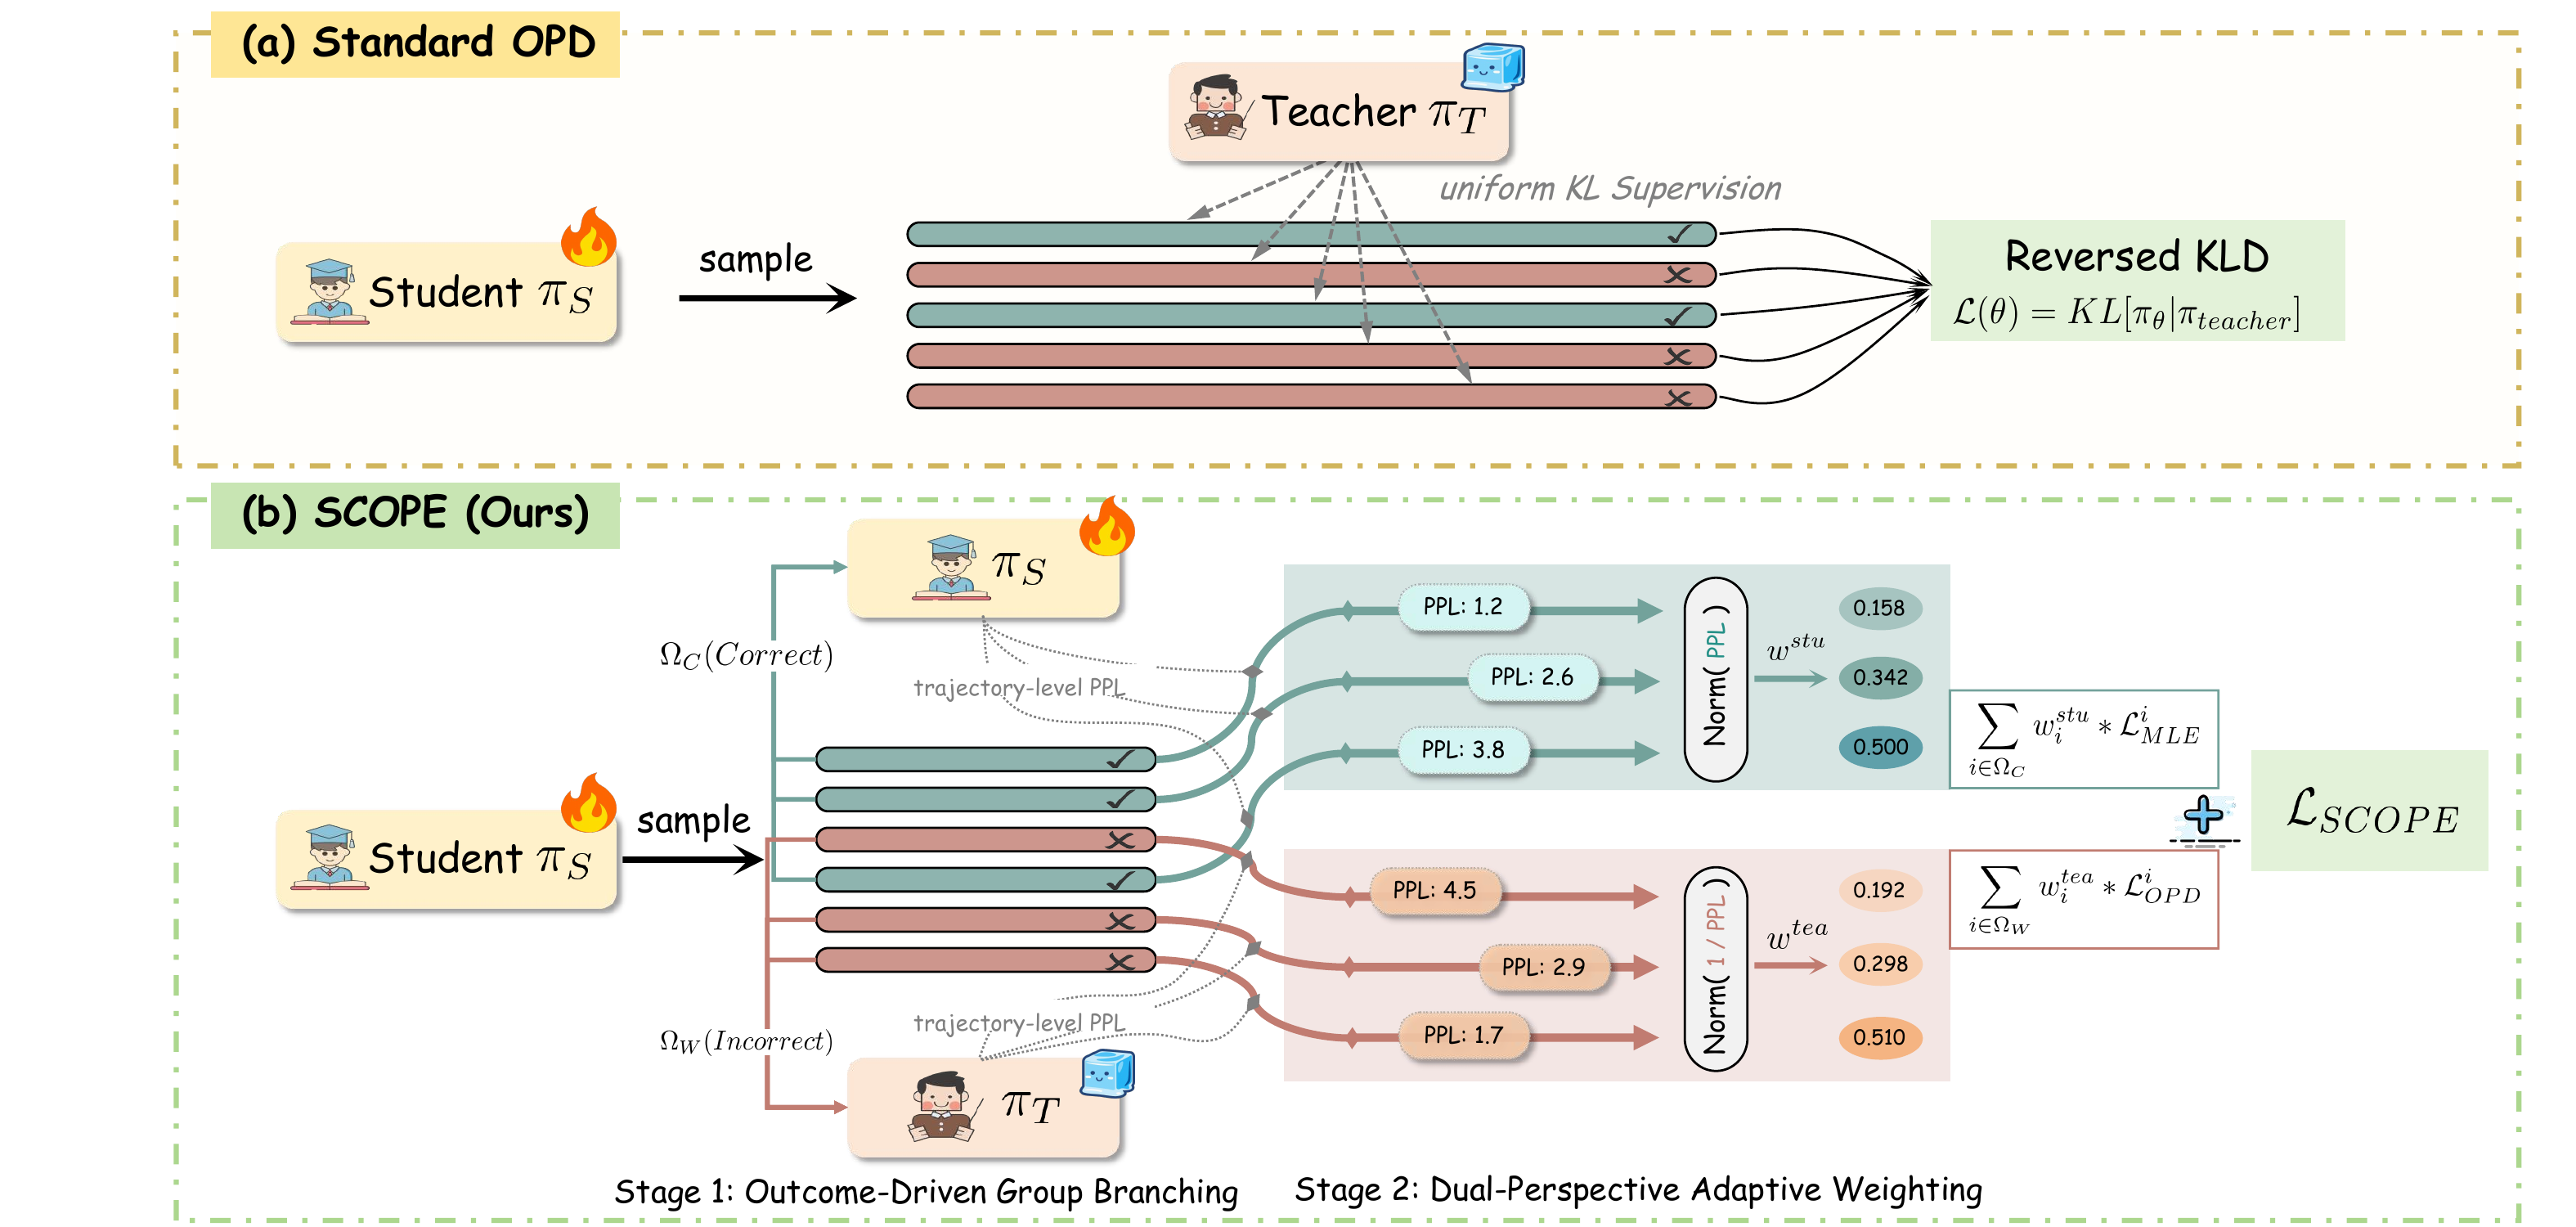 (a) Standard OPD
Teacher π_T
uniform KL Supervision
Student π_S
sample
✓
✗
✓
✗
✗
Reversed KLD
ℒ(θ) = KL[π_θ|π_teacher]
(b) SCOPE (Ours)
π_S
Ω_C(Correct)
trajectory-level PPL
Student π_S
sample
✓
✓
✗
✓
✗
✗
Ω_W(Incorrect)
trajectory-level PPL
π_T
Stage 1: Outcome-Driven Group Branching
PPL: 1.2
PPL: 2.6
PPL: 3.8
Norm( PPL )
w^stu
0.158
0.342
0.500
∑_{i∈Ω_C} w_i^stu * ℒ_MLE^i
PPL: 4.5
PPL: 2.9
PPL: 1.7
Norm( 1 / PPL )
w^tea
0.192
0.298
0.510
∑_{i∈Ω_W} w_i^tea * ℒ_OPD^i
+
ℒ_SCOPE
Stage 2: Dual-Perspective Adaptive Weighting